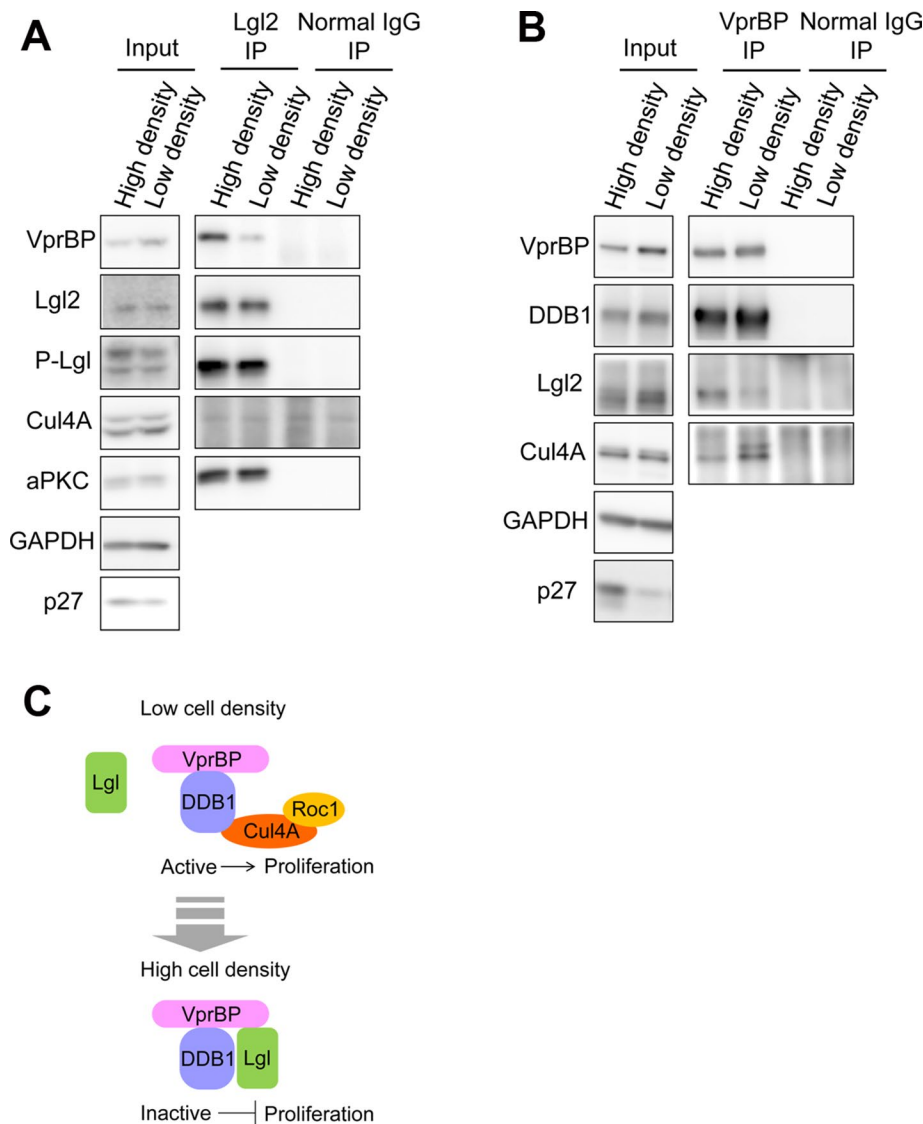 A
Lgl2 Normal IgG
Input IP IP
High density
Low density
High density
Low density
High density
Low density
VprBP
Lgl2
P-Lgl
Cul4A
aPKC
GAPDH
p27
B
VprBP Normal IgG
Input IP IP
High density
Low density
High density
Low density
High density
Low density
VprBP
DDB1
Lgl2
Cul4A
GAPDH
p27
C
Low cell density
VprBP
Lgl
DDB1
Roc1
Cul4A
Active Proliferation
High cell density
VprBP
DDB1 Lgl
Inactive Proliferation